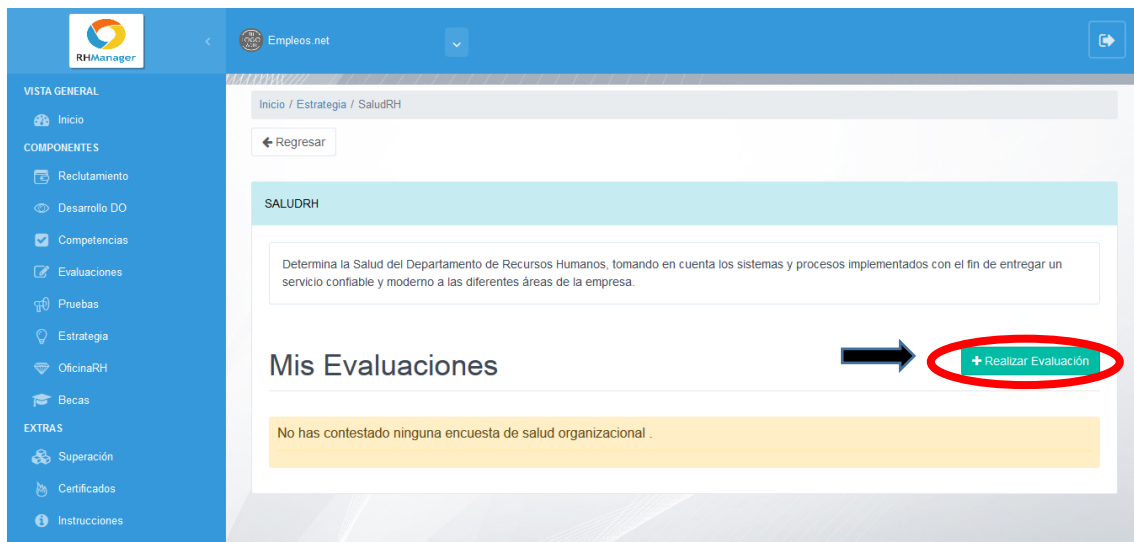 RHManager
Empleos.net
VISTA GENERAL
Inicio
COMPONENTES
Reclutamiento
Desarrollo DO
Competencias
Evaluaciones
Pruebas
Estrategia
OficinaRH
Becas
EXTRAS
Superación
Certificados
Instrucciones
Inicio / Estrategia / SaludRH
Regresar
SALUDRH
Determina la Salud del Departamento de Recursos Humanos, tomando en cuenta los sistemas y procesos implementados con el fin de entregar un
servicio confiable y moderno a las diferentes áreas de la empresa.
Mis Evaluaciones
+ Realizar Evaluación
No has contestado ninguna encuesta de salud organizacional .